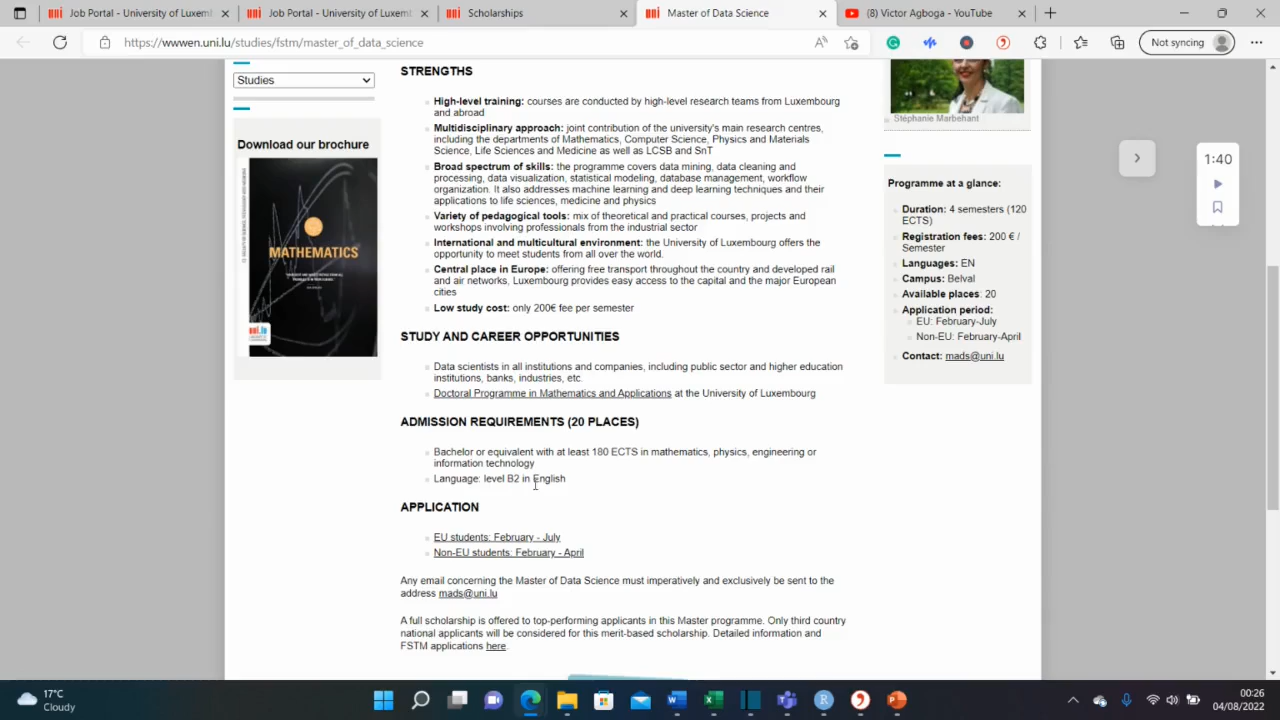 Job Portal - University of Luxeml
Job Portal - University of Luxeml
Scholarships
Master of Data Science
(8) Victor Agboga - YouTube
https://wwwen.uni.lu/studies/fstm/master_of_data_science
Not syncing
Studies
Download our brochure
MATHEMATICS
uni.lu
STRENGTHS
High-level training: courses are conducted by high-level research teams from Luxembourg
and abroad
Multidisciplinary approach: joint contribution of the university's main research centres,
including the departments of Mathematics, Computer Science, Physics and Materials
Science, Life Sciences and Medicine as well as LCSB and SnT
Broad spectrum of skills: the programme covers data mining, data cleaning and
processing, data visualization, statistical modeling, database management, workflow
organization. It also addresses machine learning and deep learning techniques and their
applications to life sciences, medicine and physics
Variety of pedagogical tools: mix of theoretical and practical courses, projects and
workshops involving professionals from the industrial sector
International and multicultural environment: the University of Luxembourg offers the
opportunity to meet students from all over the world.
Central place in Europe: offering free transport throughout the country and developed rail
and air networks, Luxembourg provides easy access to the capital and the major European
cities
Low study cost: only 200€ fee per semester
STUDY AND CAREER OPPORTUNITIES
Data scientists in all institutions and companies, including public sector and higher education
institutions, banks, industries, etc.
Doctoral Programme in Mathematics and Applications at the University of Luxembourg
ADMISSION REQUIREMENTS (20 PLACES)
Bachelor or equivalent with at least 180 ECTS in mathematics, physics, engineering or
information technology
Language: level B2 in English
APPLICATION
EU students: February - July
Non-EU students: February - April
Any email concerning the Master of Data Science must imperatively and exclusively be sent to the
address mads@uni.lu
A full scholarship is offered to top-performing applicants in this Master programme. Only third country
national applicants will be considered for this merit-based scholarship. Detailed information and
FSTM applications here.
Stéphanie Marbehant
Programme at a glance:
Duration: 4 semesters (120
ECTS)
Registration fees: 200 € /
Semester
Languages: EN
Campus: Belval
Available places: 20
Application period:
EU: February-July
Non-EU: February-April
Contact: mads@uni.lu
1:40
17°C
Cloudy
00:26
04/08/2022